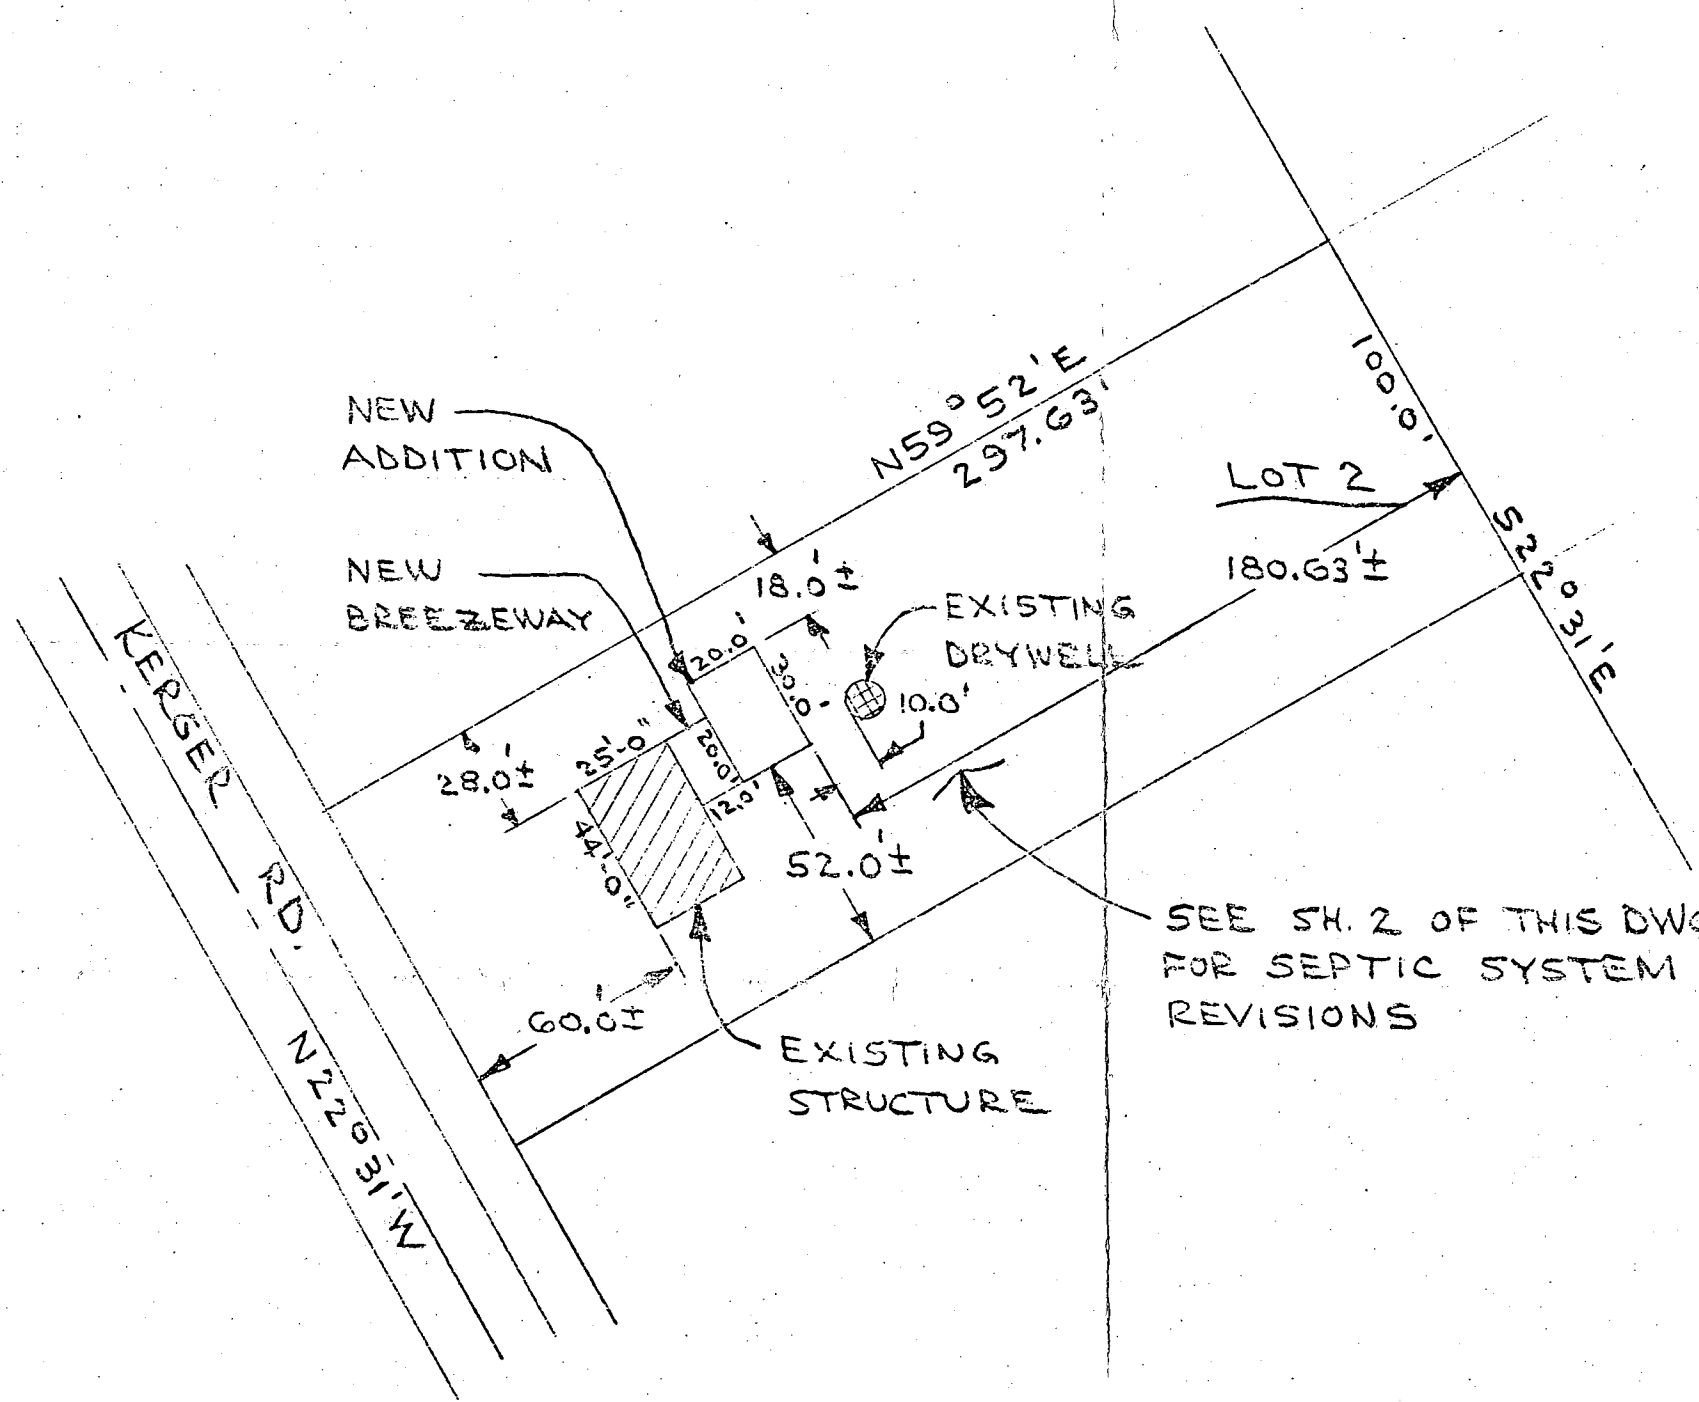 N59°52'E
297.63'
100.0'
NEW
ADDITION
LOT 2
S22°31'E
180.63'±
18.0'±
NEW
BREEZEWAY
EXISTING
DRYWELL
20.0'
30.0'
10.0'
KERGER RD.
28.0'±
25'-0"
20.0'
12.0'
44'-0"
52.0'±
SEE SH. 2 OF THIS DWG
FOR SEPTIC SYSTEM
REVISIONS
60.0'±
EXISTING
STRUCTURE
N22°31'W